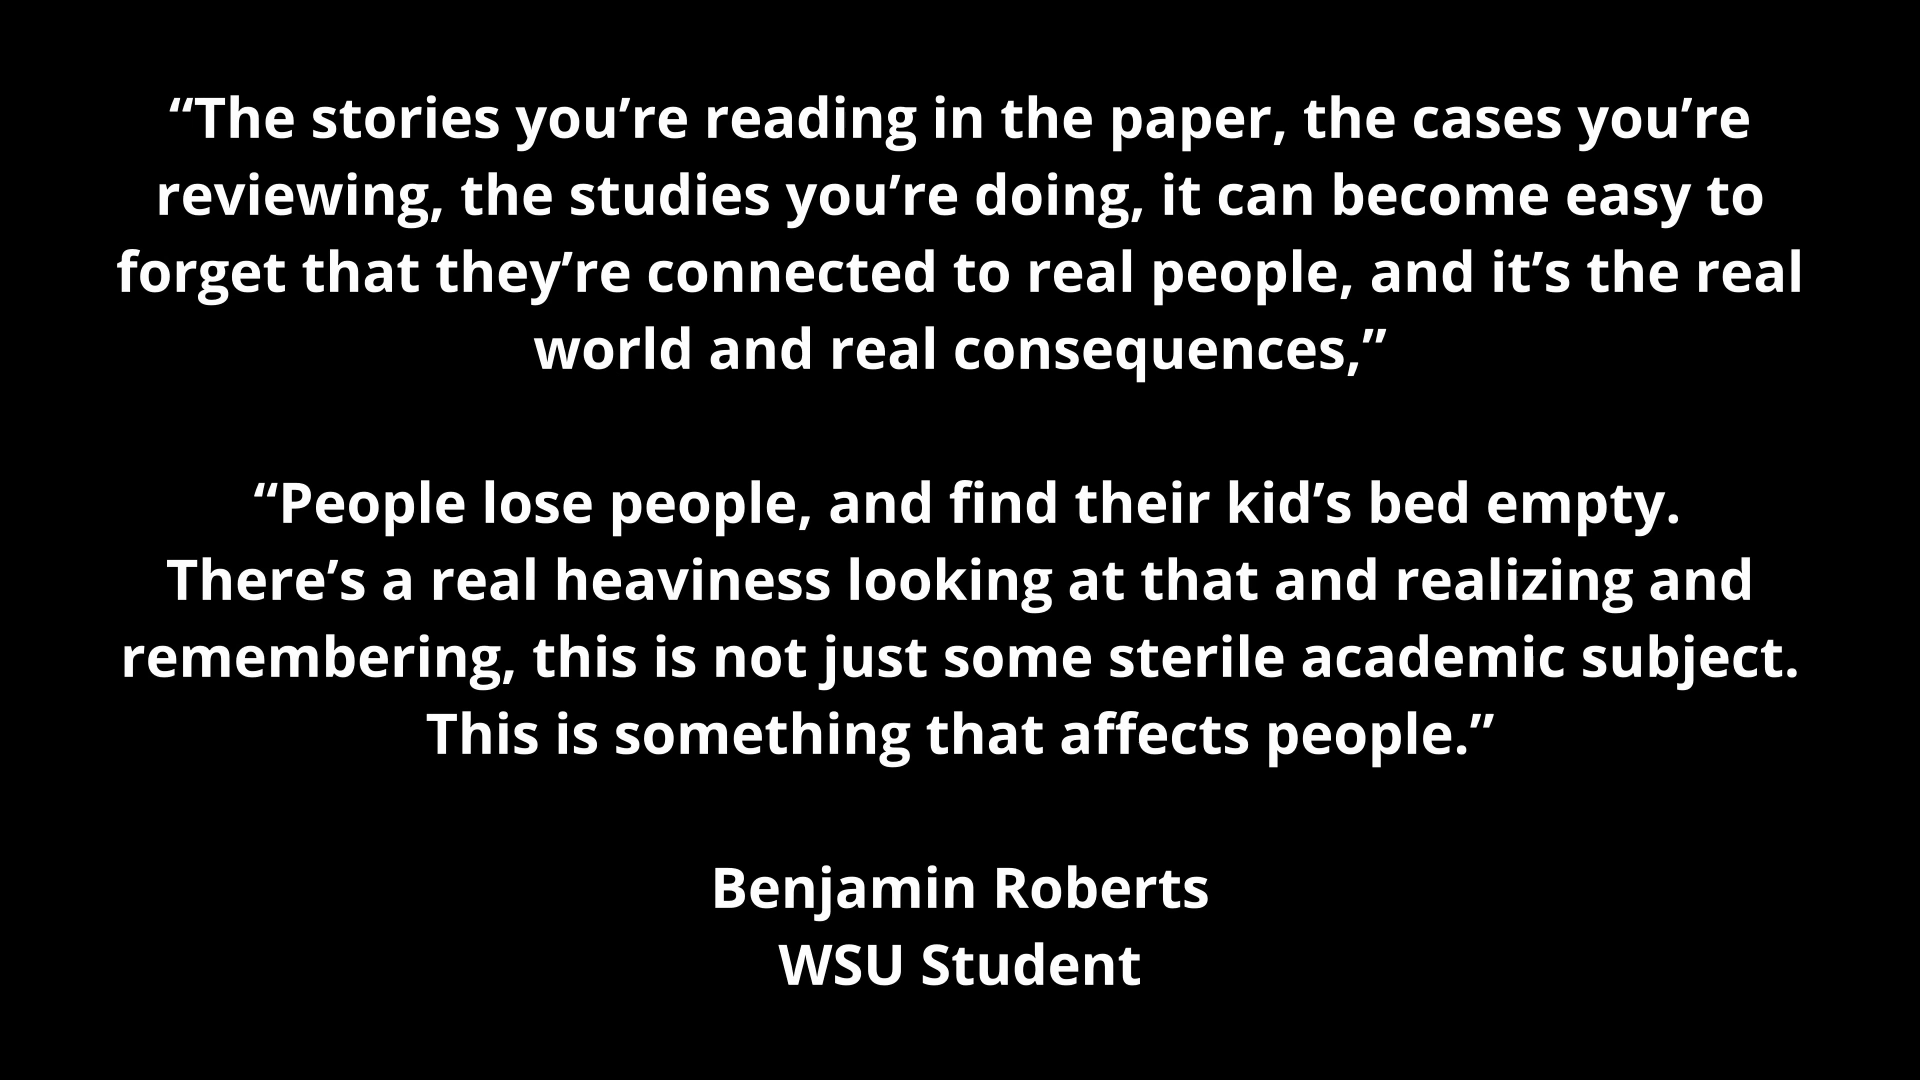 “The stories you’re reading in the paper, the cases you’re
reviewing, the studies you’re doing, it can become easy to
forget that they’re connected to real people, and it’s the real
world and real consequences,”
“People lose people, and find their kid’s bed empty.
There’s a real heaviness looking at that and realizing and
remembering, this is not just some sterile academic subject.
This is something that affects people.”
Benjamin Roberts
WSU Student